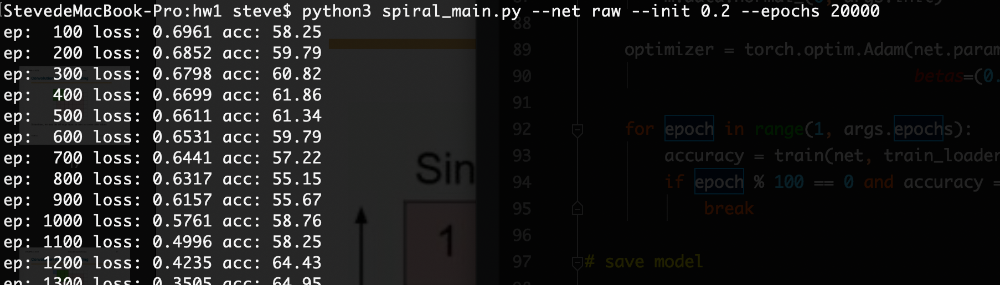 StevedeMacBook-Pro:hw1 steve$ python3 spiral_main.py --net raw --init 0.2 --epochs 20000
ep:  100 loss: 0.6961 acc: 58.25
ep:  200 loss: 0.6852 acc: 59.79
ep:  300 loss: 0.6798 acc: 60.82
ep:  400 loss: 0.6699 acc: 61.86
ep:  500 loss: 0.6611 acc: 61.34
ep:  600 loss: 0.6531 acc: 59.79
ep:  700 loss: 0.6441 acc: 57.22
ep:  800 loss: 0.6317 acc: 55.15
ep:  900 loss: 0.6157 acc: 55.67
ep: 1000 loss: 0.5761 acc: 58.76
ep: 1100 loss: 0.4996 acc: 58.25
ep: 1200 loss: 0.4235 acc: 64.43
ep: 1300 loss: 0.3505 acc: 64.95
Sin
1
88
89 optimizer = torch.optim.Adam(net.param
90 betas=(0.
91
92 for epoch in range(1, args.epochs):
93 accuracy = train(net, train_loader
94 if epoch % 100 == 0 and accuracy =
95 break
96
97 # save model